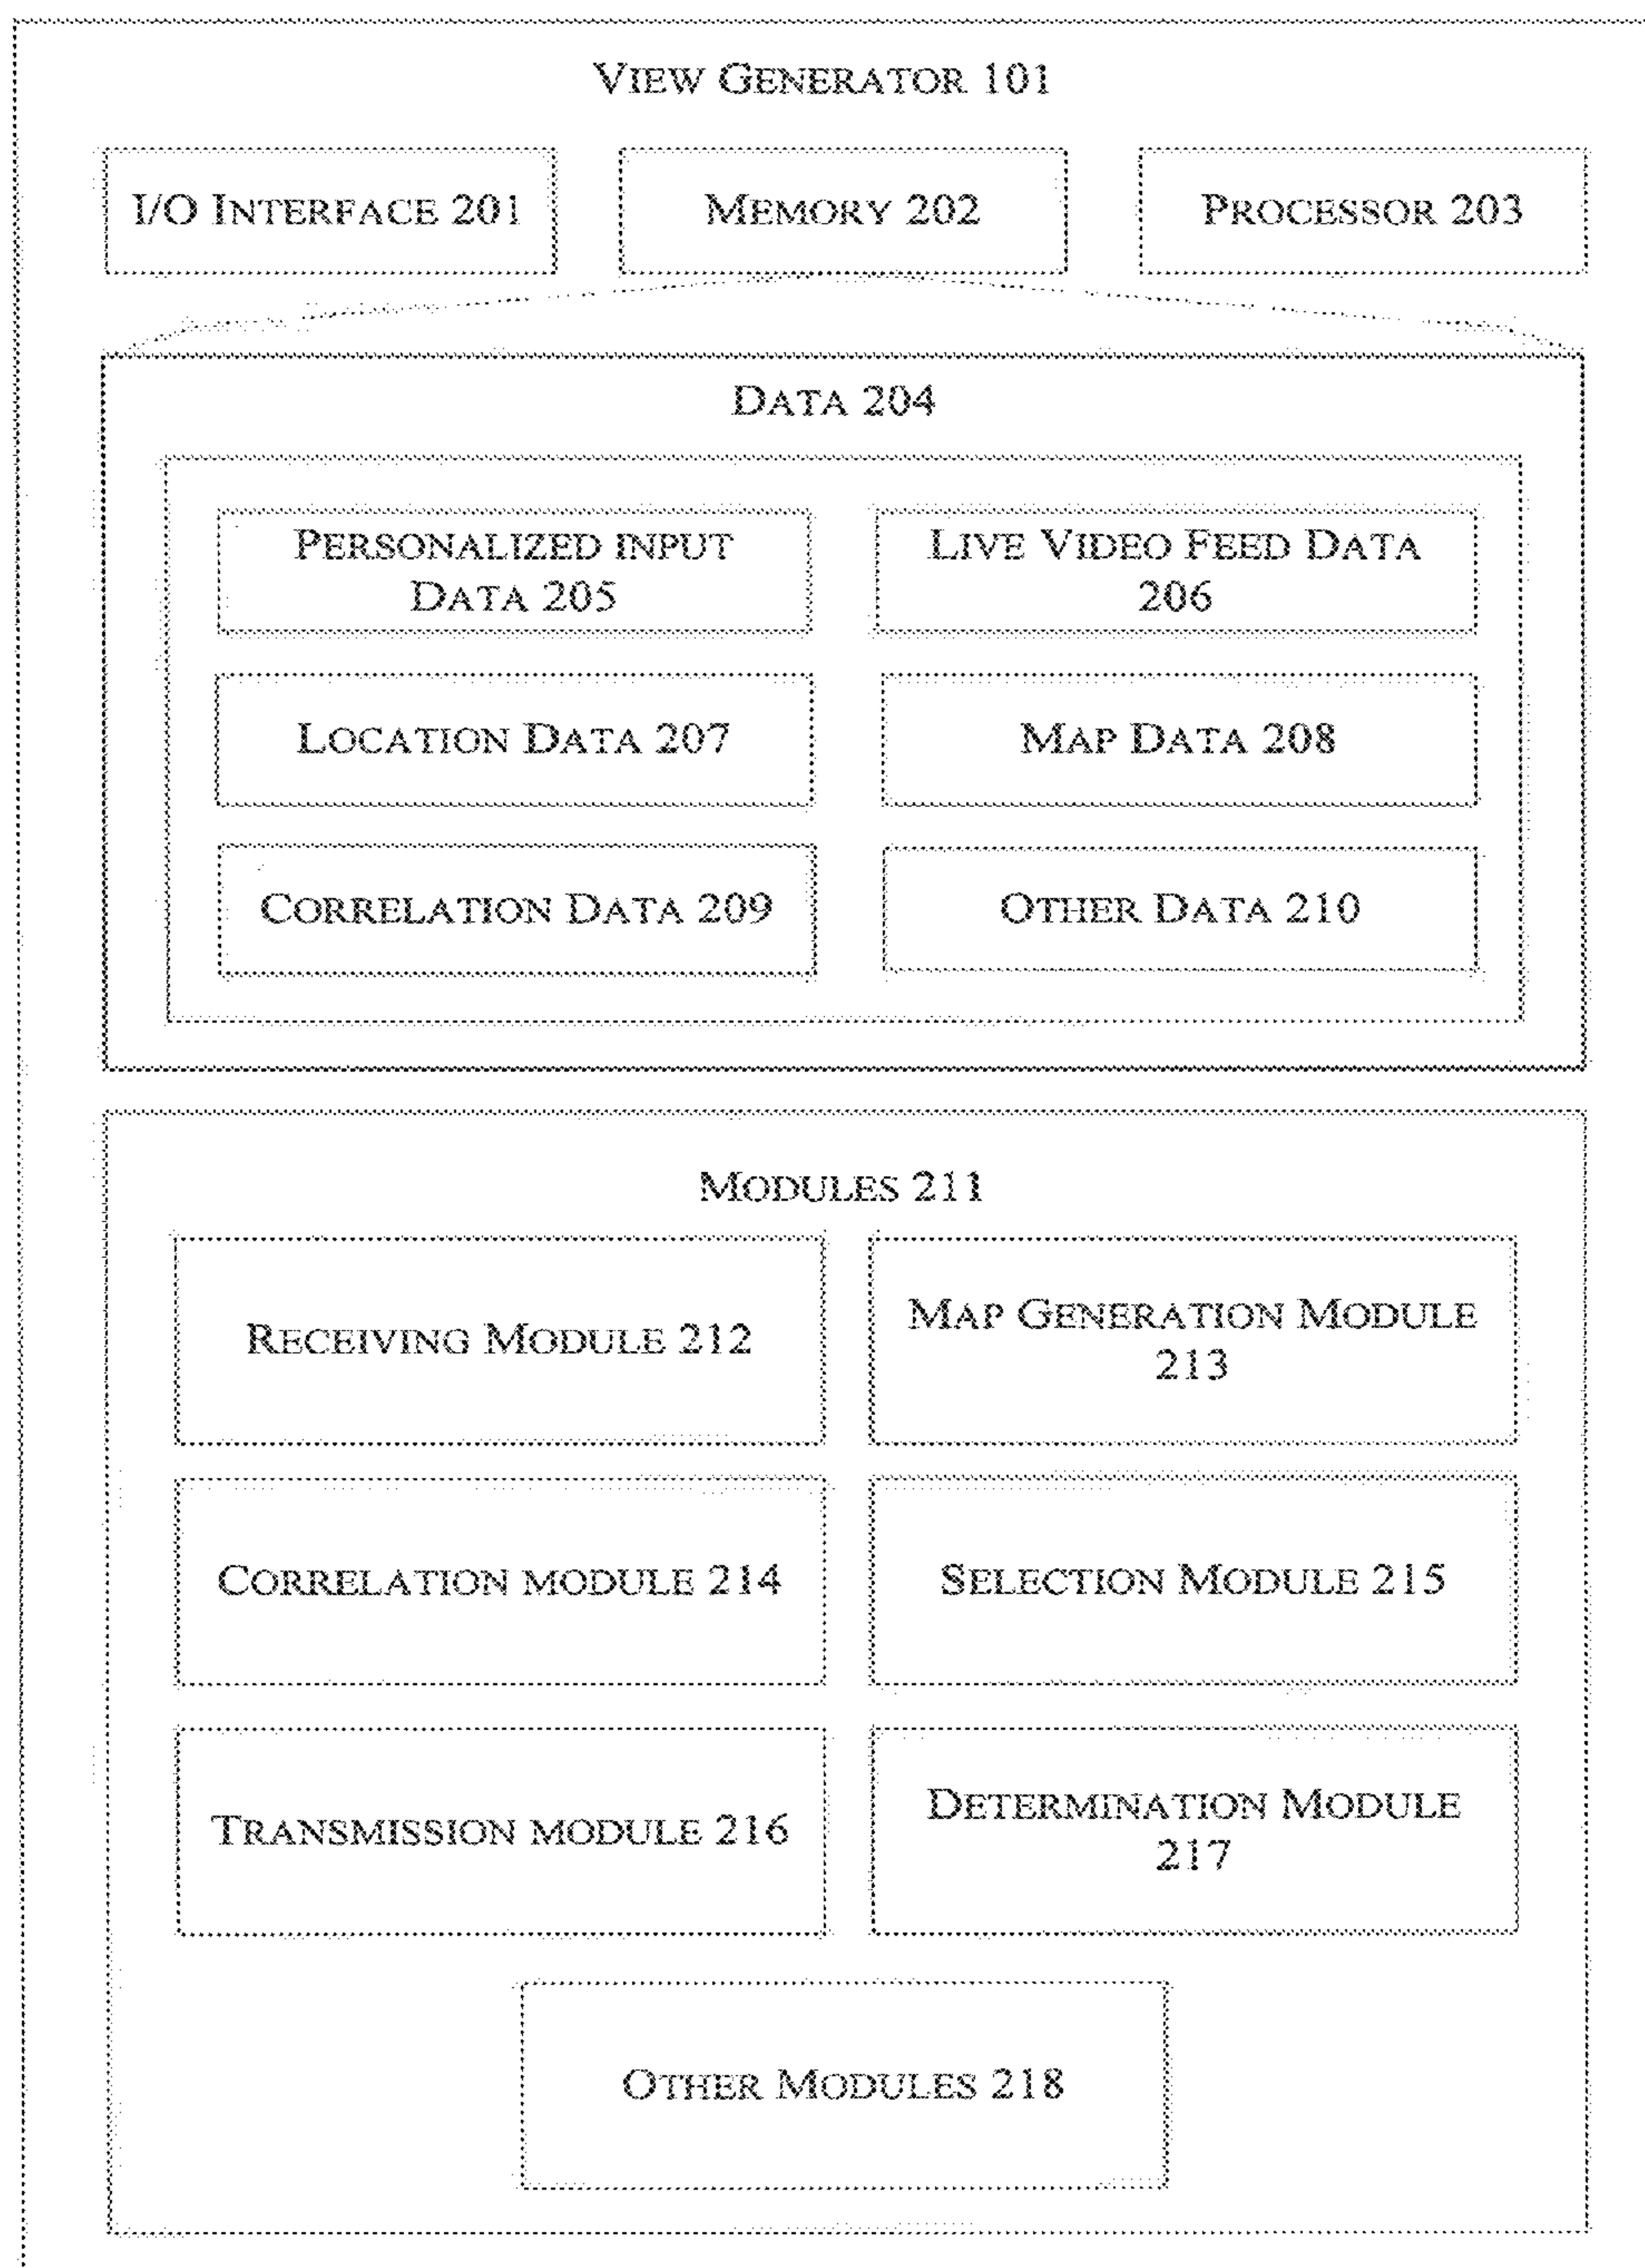 VIEW GENERATOR 101
I/O INTERFACE 201
MEMORY 202
PROCESSOR 203
DATA 204
PERSONALIZED INPUT
DATA 205
LIVE VIDEO FEED DATA
206
LOCATION DATA 207
MAP DATA 208
CORRELATION DATA 209
OTHER DATA 210
MODULES 211
RECEIVING MODULE 212
MAP GENERATION MODULE
213
CORRELATION MODULE 214
SELECTION MODULE 215
TRANSMISSION MODULE 216
DETERMINATION MODULE
217
OTHER MODULES 218